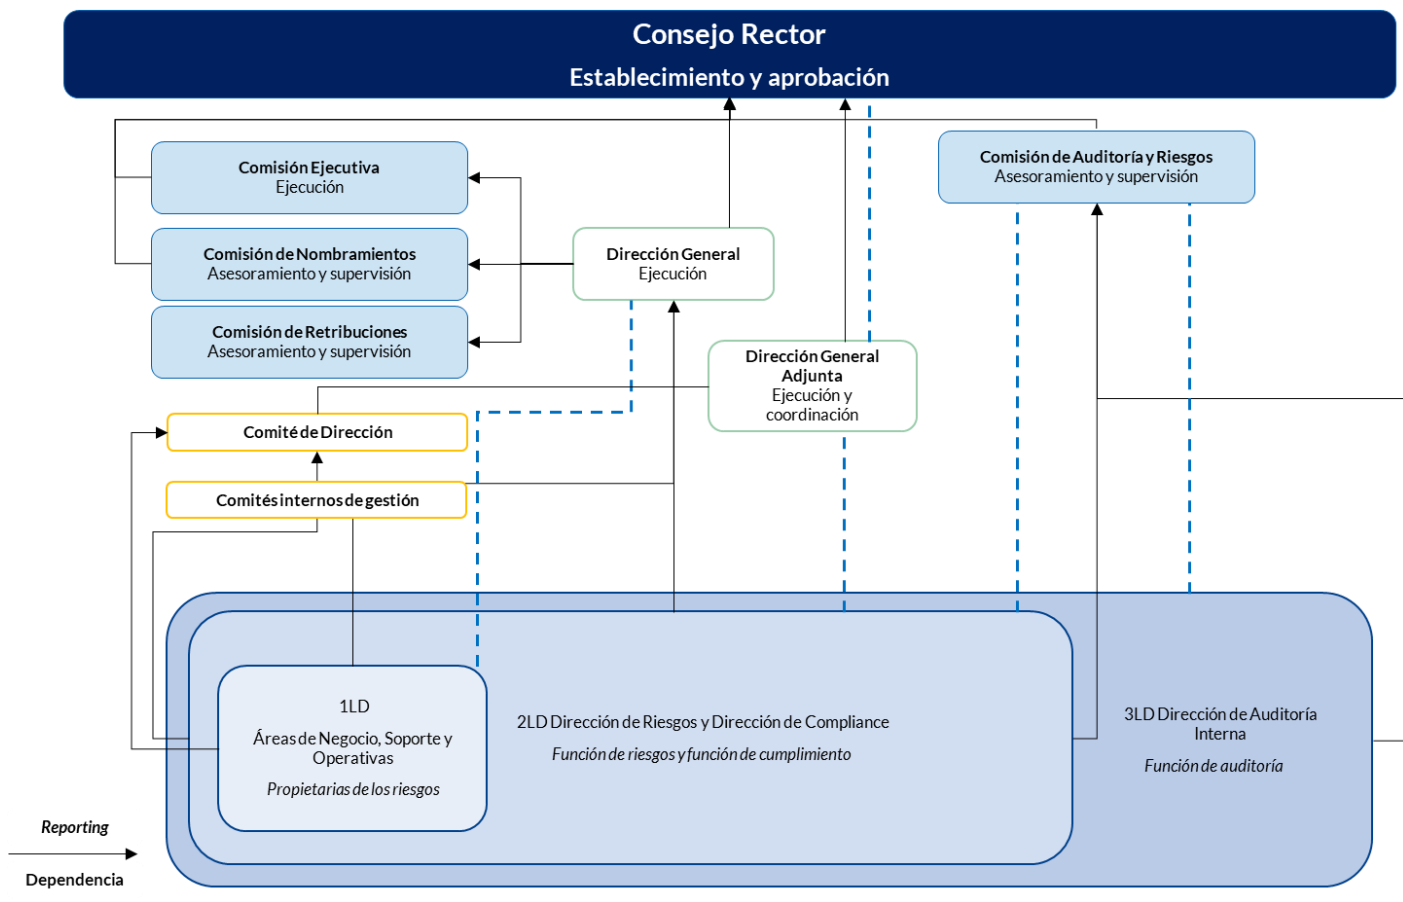 Consejo Rector
Establecimiento y aprobación
Comisión Ejecutiva
Ejecución
Comisión de Auditoría y Riesgos
Asesoramiento y supervisión
Comisión de Nombramientos
Asesoramiento y supervisión
Dirección General
Ejecución
Comisión de Retribuciones
Asesoramiento y supervisión
Dirección General
Adjunta
Ejecución y
coordinación
Comité de Dirección
Comités internos de gestión
1LD
Áreas de Negocio, Soporte y
Operativas
Propietarias de los riesgos
2LD Dirección de Riesgos y Dirección de Compliance
Función de riesgos y función de cumplimiento
3LD Dirección de Auditoría
Interna
Función de auditoría
Reporting
Dependencia